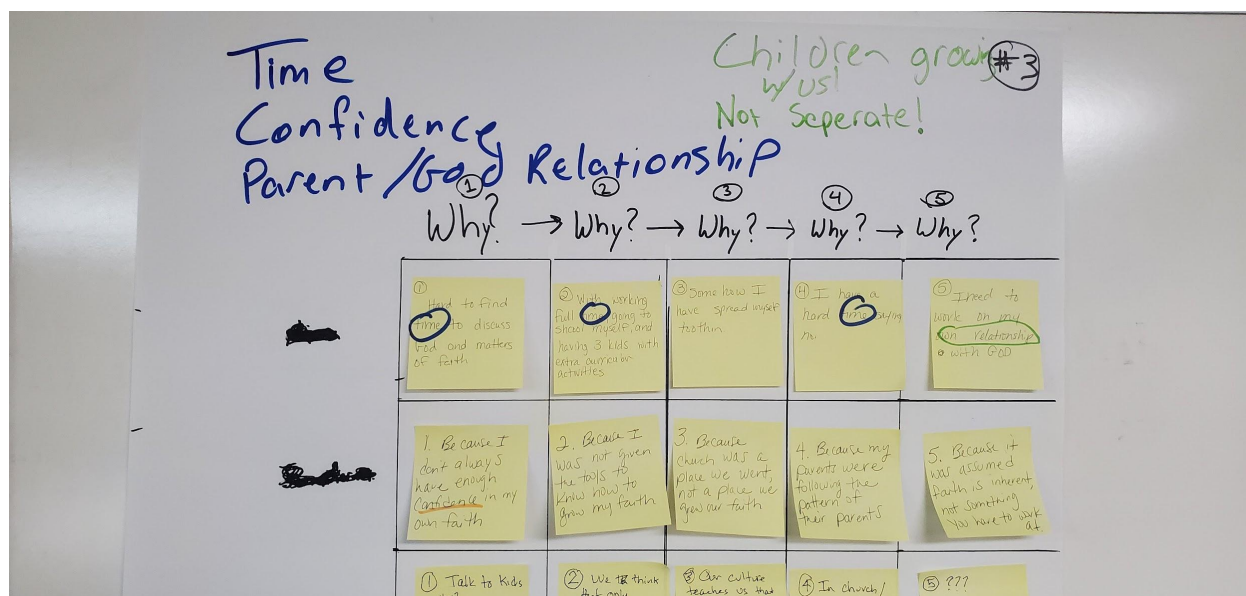 Time
Confidence
Parent/God Relationship
Children growing
w/ us!
Not Seperate!
#3
1 2 3 4 5
Why? → Why? → Why? → Why? → Why?
①
Hard to find
time to discuss
God and matters
of faith
② With working
full time going to
shcool myself, and
having 3 kids with
extra curricular
activities
③ Some how I
have spread myself
too thin
④ I have a
hard time saying
no
⑤ I need to
work on my
own relationship
with GOD
1. Because I
don't always
have enough
Confidence in my
own faith
2. Because I
was not given
the tools to
know how to
grow my faith
3. Because
church was a
place we went,
not a place we
grew our faith
4. Because my
parents were
following the
pattern of
their parents
5. Because it
was assumed
faith is inherent,
not something
you have to work
at.
① Talk to kids
② We think
that only
③ Our culture
teaches us that
④ In church/
⑤ ???